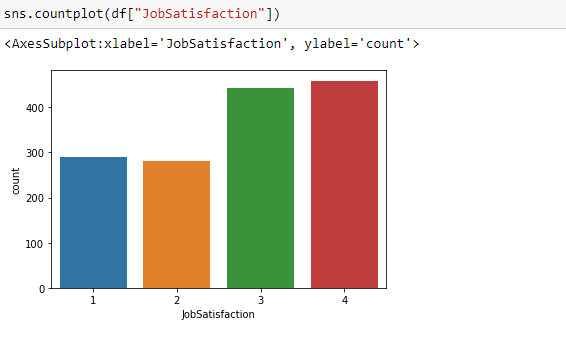 sns.countplot(df["JobSatisfaction"])
<AxesSubplot:xlabel='JobSatisfaction', ylabel='count'>
400
300
200
100
0
count
1 2 3 4
JobSatisfaction